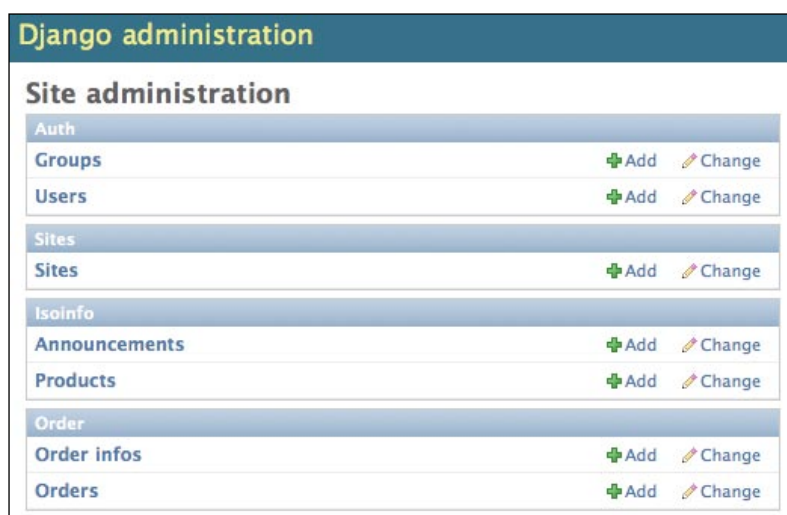 Django administration
Site administration
Auth
Groups Add Change
Users Add Change
Sites
Sites Add Change
Isoinfo
Announcements Add Change
Products Add Change
Order
Order infos Add Change
Orders Add Change